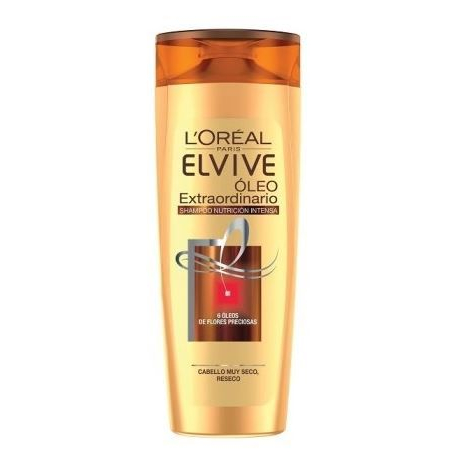 L'ORÉAL
PARIS
ELVIVE
ÓLEO
Extraordinario
SHAMPOO NUTRICIÓN INTENSA
6 ÓLEOS
DE FLORES PRECIOSAS
CABELLO MUY SECO,
RESECO